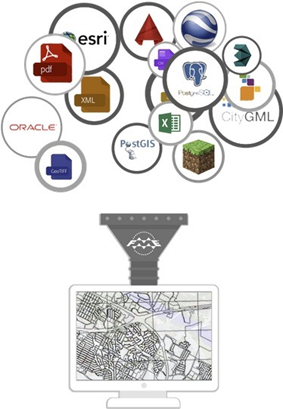 esri
pdf
XML
PostgreSQL
ORACLE
PostGIS
CityGML
GeoTIFF
FME